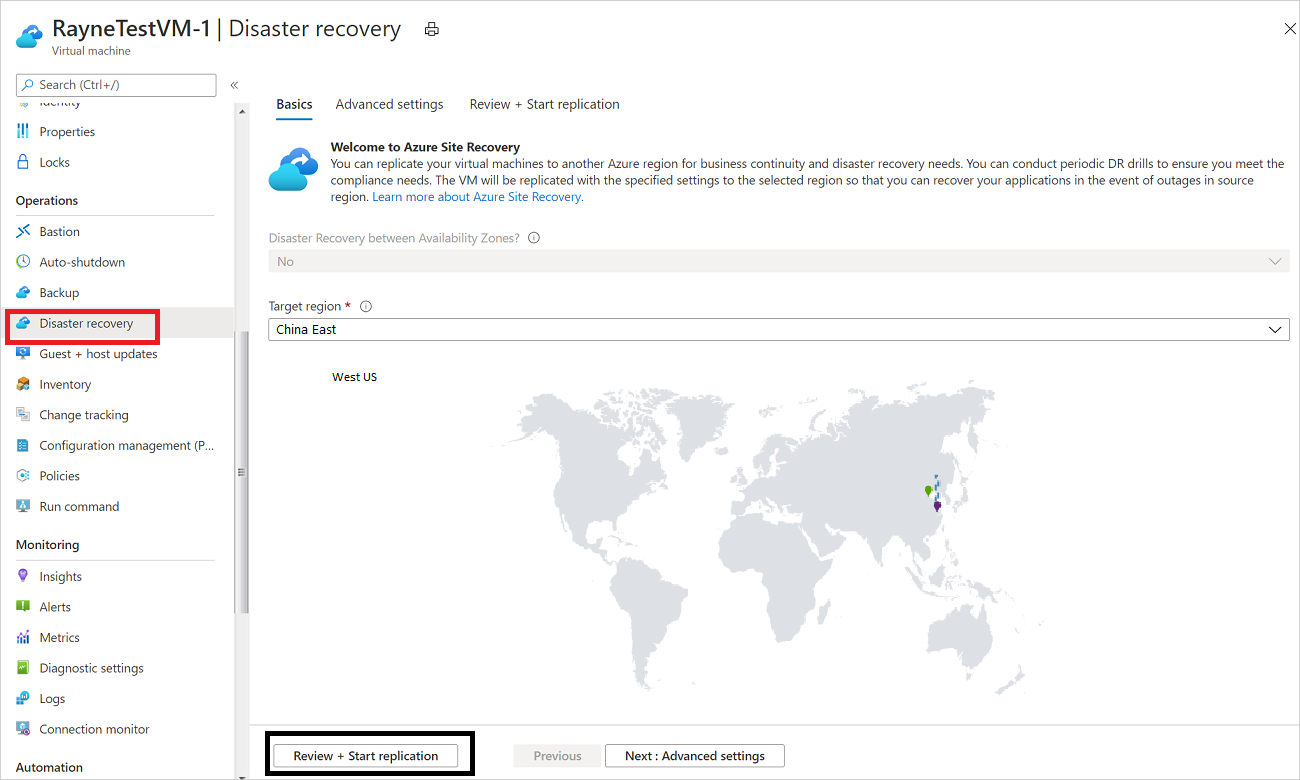 RayneTestVM-1 | Disaster recovery
Virtual machine
Search (Ctrl+/)
«
Identity
Properties
Locks
Operations
Bastion
Auto-shutdown
Backup
Disaster recovery
Guest + host updates
Inventory
Change tracking
Configuration management (P...
Policies
Run command
Monitoring
Insights
Alerts
Metrics
Diagnostic settings
Logs
Connection monitor
Automation
Basics Advanced settings Review + Start replication
Welcome to Azure Site Recovery
You can replicate your virtual machines to another Azure region for business continuity and disaster recovery needs. You can conduct periodic DR drills to ensure you meet the
compliance needs. The VM will be replicated with the specified settings to the selected region so that you can recover your applications in the event of outages in source
region. Learn more about Azure Site Recovery.
Disaster Recovery between Availability Zones?
No
Target region *
China East
West US
Review + Start replication Previous Next : Advanced settings